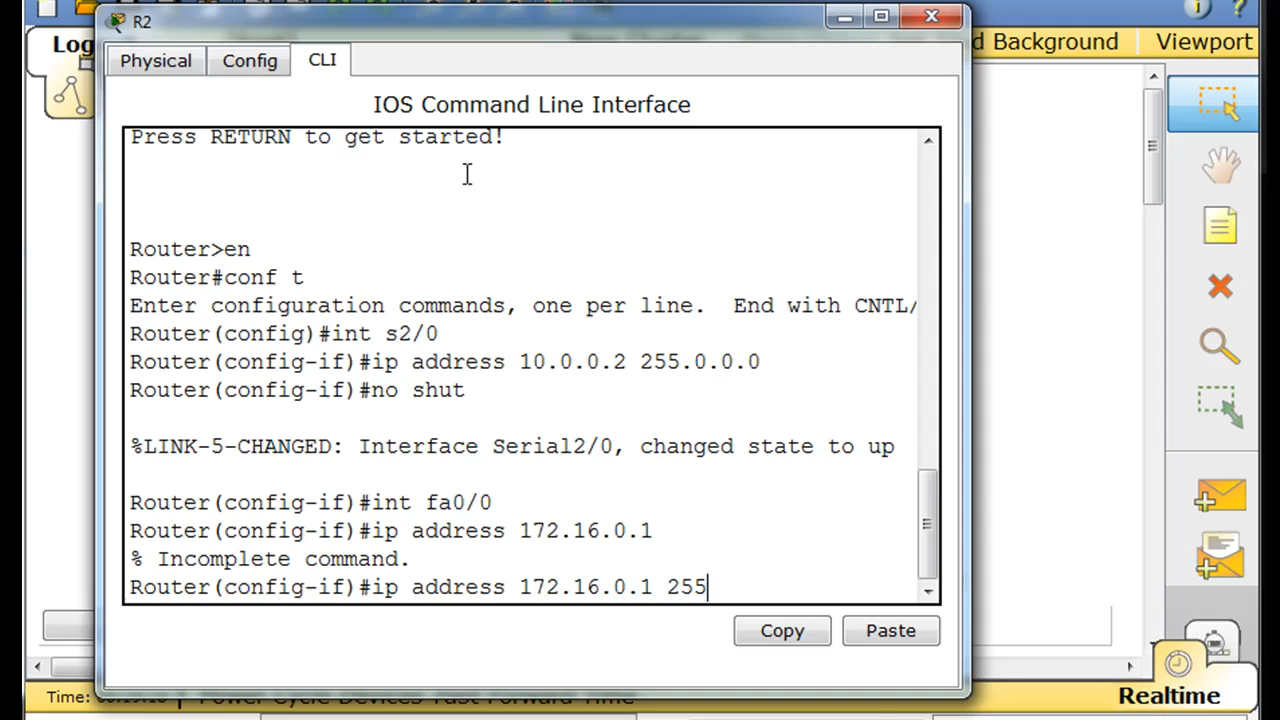 R2
Log
d Background
Viewport
Physical
Config
CLI
IOS Command Line Interface
Press RETURN to get started!
Router>en
Router#conf t
Enter configuration commands, one per line.  End with CNTL/
Router(config)#int s2/0
Router(config-if)#ip address 10.0.0.2 255.0.0.0
Router(config-if)#no shut
%LINK-5-CHANGED: Interface Serial2/0, changed state to up
Router(config-if)#int fa0/0
Router(config-if)#ip address 172.16.0.1
% Incomplete command.
Router(config-if)#ip address 172.16.0.1 255
Copy
Paste
Time:
Power Cycle Devices Fast Forward Time
Realtime